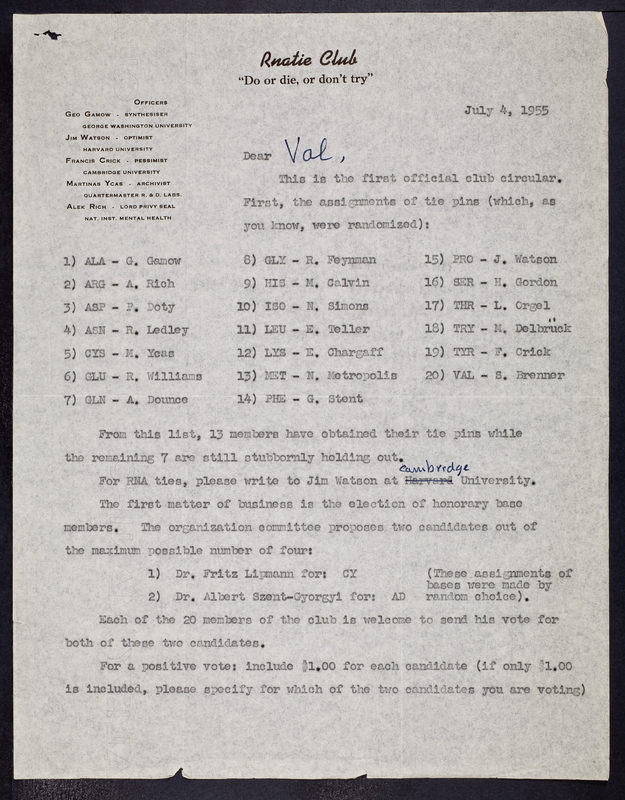 Rnatie Club
"Do or die, or don't try"
Officers
Geo Gamow - synthesiser
George Washington University
Jim Watson - optimist
Harvard University
Francis Crick - pessimist
Cambridge University
Martinas Ycas - archivist
Quartermaster R. & D. Labs.
Alex Rich - Lord Privy Seal
Nat. Inst. Mental Health
July 4, 1955
Dear Val,
This is the first official club circular.
First, the assignments of tie pins (which, as
you know, were randomized):
1) ALA - G. Gamow
2) ARG - A. Rich
3) ASP - P. Doty
4) ASN - R. Ledley
5) CYS - M. Ycas
6) GLU - R. Williams
7) GLN - A. Dounce
8) GLY - R. Feynman
9) HIS - M. Calvin
10) ISO - N. Simons
11) LEU - E. Teller
12) LYS - E. Chargaff
13) MET - N. Metropolis
14) PHE - G. Stent
15) PRO - J. Watson
16) SER - H. Gordon
17) THR - L. Orgel
18) TRY - M. Delbrück
19) TYR - F. Crick
20) VAL - S. Brenner
From this list, 13 members have obtained their tie pins while
the remaining 7 are still stubbornly holding out.
cambridge
For RNA ties, please write to Jim Watson at Harvard University.
The first matter of business is the election of honorary base
members. The organization committee proposes two candidates out of
the maximum possible number of four:
1) Dr. Fritz Lipmann for: CY
2) Dr. Albert Szent-Gyorgyi for: AD
(These assignments of
bases were made by
random choice).
Each of the 20 members of the club is welcome to send his vote for
both of these two candidates.
For a positive vote: include $1.00 for each candidate (if only $1.00
is included, please specify for which of the two candidates you are voting)